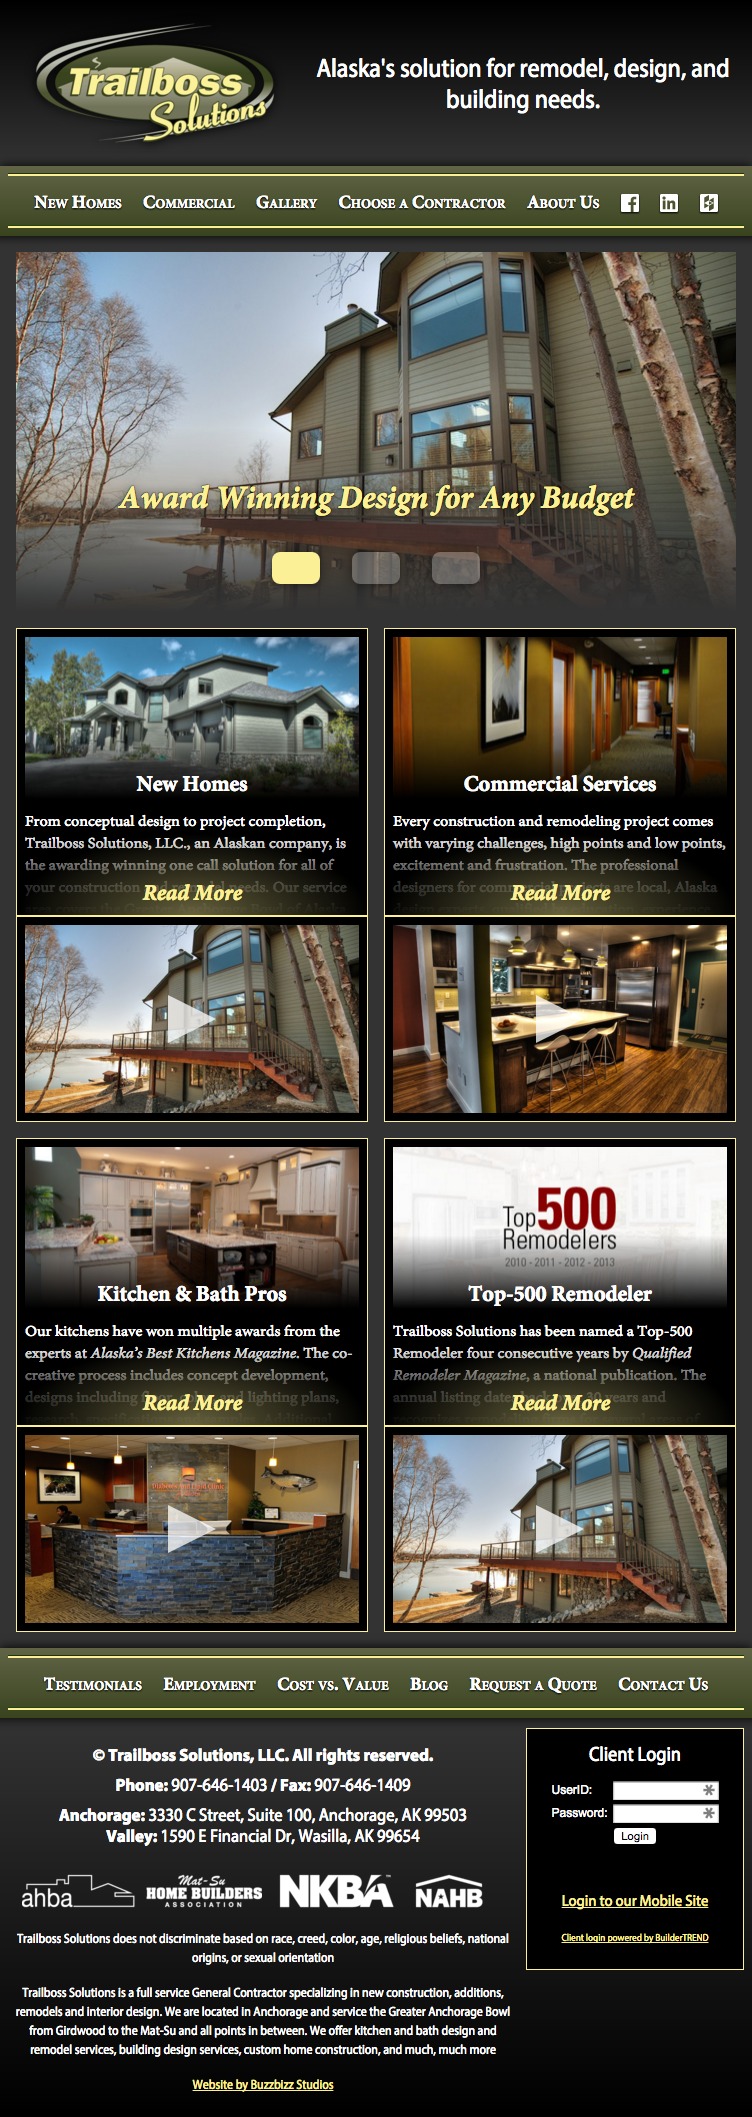 Trailboss
Solutions
Alaska's solution for remodel, design, and
building needs.
New Homes Commercial Gallery Choose a Contractor About Us
Award Winning Design for Any Budget
New Homes
From conceptual design to project completion,
Trailboss Solutions, LLC., an Alaskan company, is
the awarding winning one call solution for all of
your construction needs. Our service
Read More
Commercial Services
Every construction and remodeling project comes
with varying challenges, high points and low points,
excitement and frustration. The professional
designers for are local, Alaska
Read More
Kitchen & Bath Pros
Our kitchens have won multiple awards from the
experts at Alaska's Best Kitchens Magazine. The co-
creative process includes concept development,
designs including and lighting plans,
Read More
Top 500
Remodelers
2010 - 2011 - 2012 - 2013
Top-500 Remodeler
Trailboss Solutions has been named a Top-500
Remodeler four consecutive years by Qualified
Remodeler Magazine, a national publication. The
annual listing dates years and
Read More
Testimonials Employment Cost vs. Value Blog Request a Quote Contact Us
© Trailboss Solutions, LLC. All rights reserved.
Phone: 907-646-1403 / Fax: 907-646-1409
Anchorage: 3330 C Street, Suite 100, Anchorage, AK 99503
Valley: 1590 E Financial Dr, Wasilla, AK 99654
ahba
Mat-Su
HOME BUILDERS
ASSOCIATION
NKBA
NAHB
Trailboss Solutions does not discriminate based on race, creed, color, age, religious beliefs, national
origins, or sexual orientation
Trailboss Solutions is a full service General Contractor specializing in new construction, additions,
remodels and interior design. We are located in Anchorage and service the Greater Anchorage Bowl
from Girdwood to the Mat-Su and all points in between. We offer kitchen and bath design and
remodel services, building design services, custom home construction, and much, much more
Website by Buzzbizz Studios
Client Login
UserID:
Password:
Login
Login to our Mobile Site
Client login powered by BuilderTREND